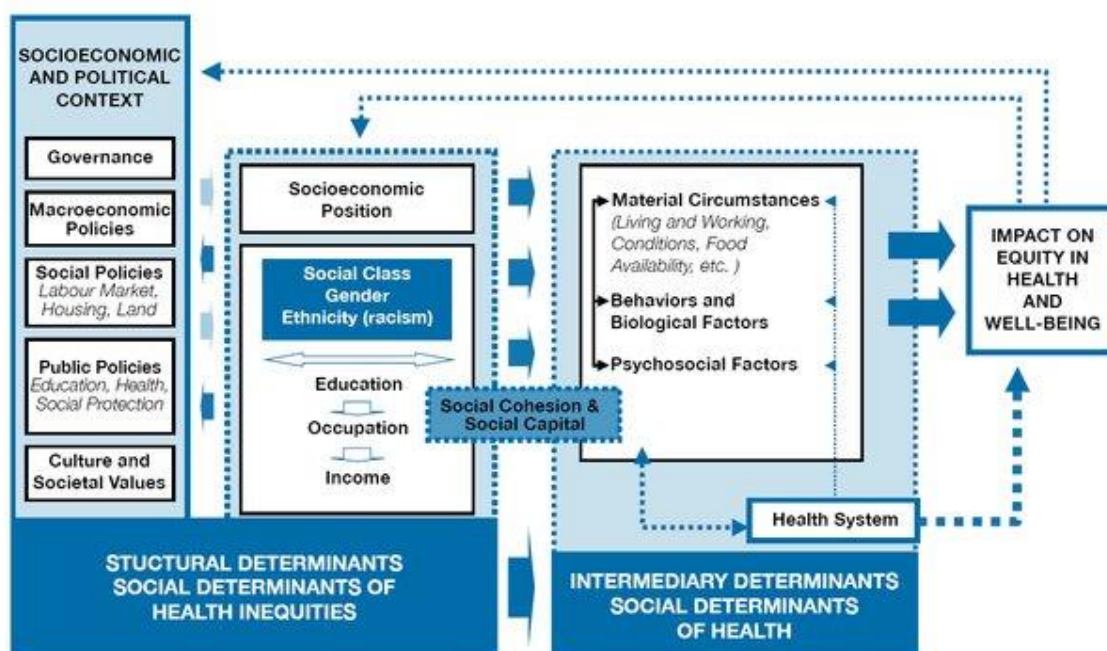 SOCIOECONOMIC
AND POLITICAL
CONTEXT
Governance
Macroeconomic
Policies
Social Policies
Labour Market,
Housing, Land
Public Policies
Education, Health,
Social Protection
Culture and
Societal Values
Socioeconomic
Position
Social Class
Gender
Ethnicity (racism)
Education
Occupation
Income
Social Cohesion &
Social Capital
Material Circumstances
(Living and Working,
Conditions, Food
Availability, etc. )
Behaviors and
Biological Factors
Psychosocial Factors
Health System
IMPACT ON
EQUITY IN
HEALTH
AND
WELL-BEING
STUCTURAL DETERMINANTS
SOCIAL DETERMINANTS OF
HEALTH INEQUITIES
INTERMEDIARY DETERMINANTS
SOCIAL DETERMINANTS
OF HEALTH